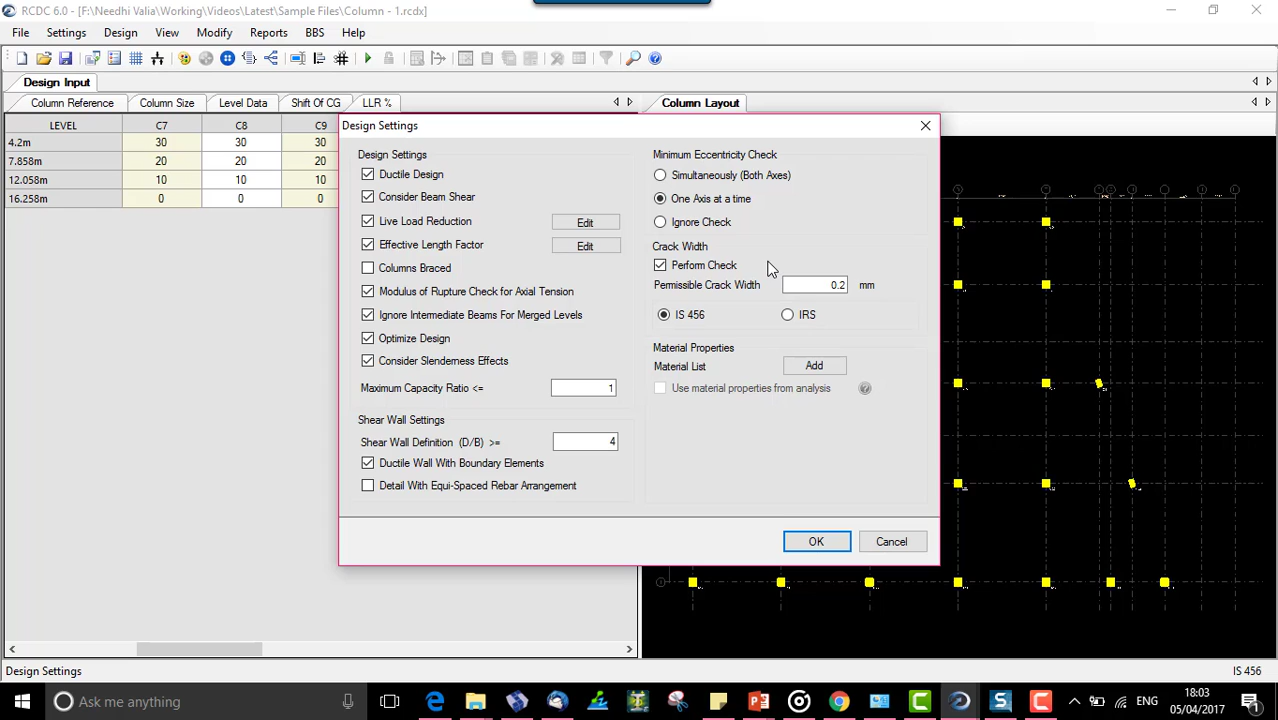 RCDC 6.0 - [F:\Needhi Valia\Working\Videos\Latest\Sample Files\Column - 1.rcdx]
File Settings Design View Modify Reports BBS Help
Design Input
Column Reference Column Size Level Data Shift Of CG LLR %
Column Layout
LEVEL C7 C8 C9
4.2m 30 30 30
7.858m 20 20 20
12.058m 10 10 10
16.258m 0 0 0
Design Settings
Design Settings
Ductile Design
Consider Beam Shear
Live Load Reduction Edit
Effective Length Factor Edit
Columns Braced
Modulus of Rupture Check for Axial Tension
Ignore Intermediate Beams For Merged Levels
Optimize Design
Consider Slenderness Effects
Maximum Capacity Ratio <= 1
Shear Wall Settings
Shear Wall Definition (D/B) >= 4
Ductile Wall With Boundary Elements
Detail With Equi-Spaced Rebar Arrangement
Minimum Eccentricity Check
Simultaneously (Both Axes)
One Axis at a time
Ignore Check
Crack Width
Perform Check
Permissible Crack Width 0.2 mm
IS 456 IRS
Material Properties
Material List Add
Use material properties from analysis
OK Cancel
Design Settings IS 456
Ask me anything
ENG
18:03
05/04/2017